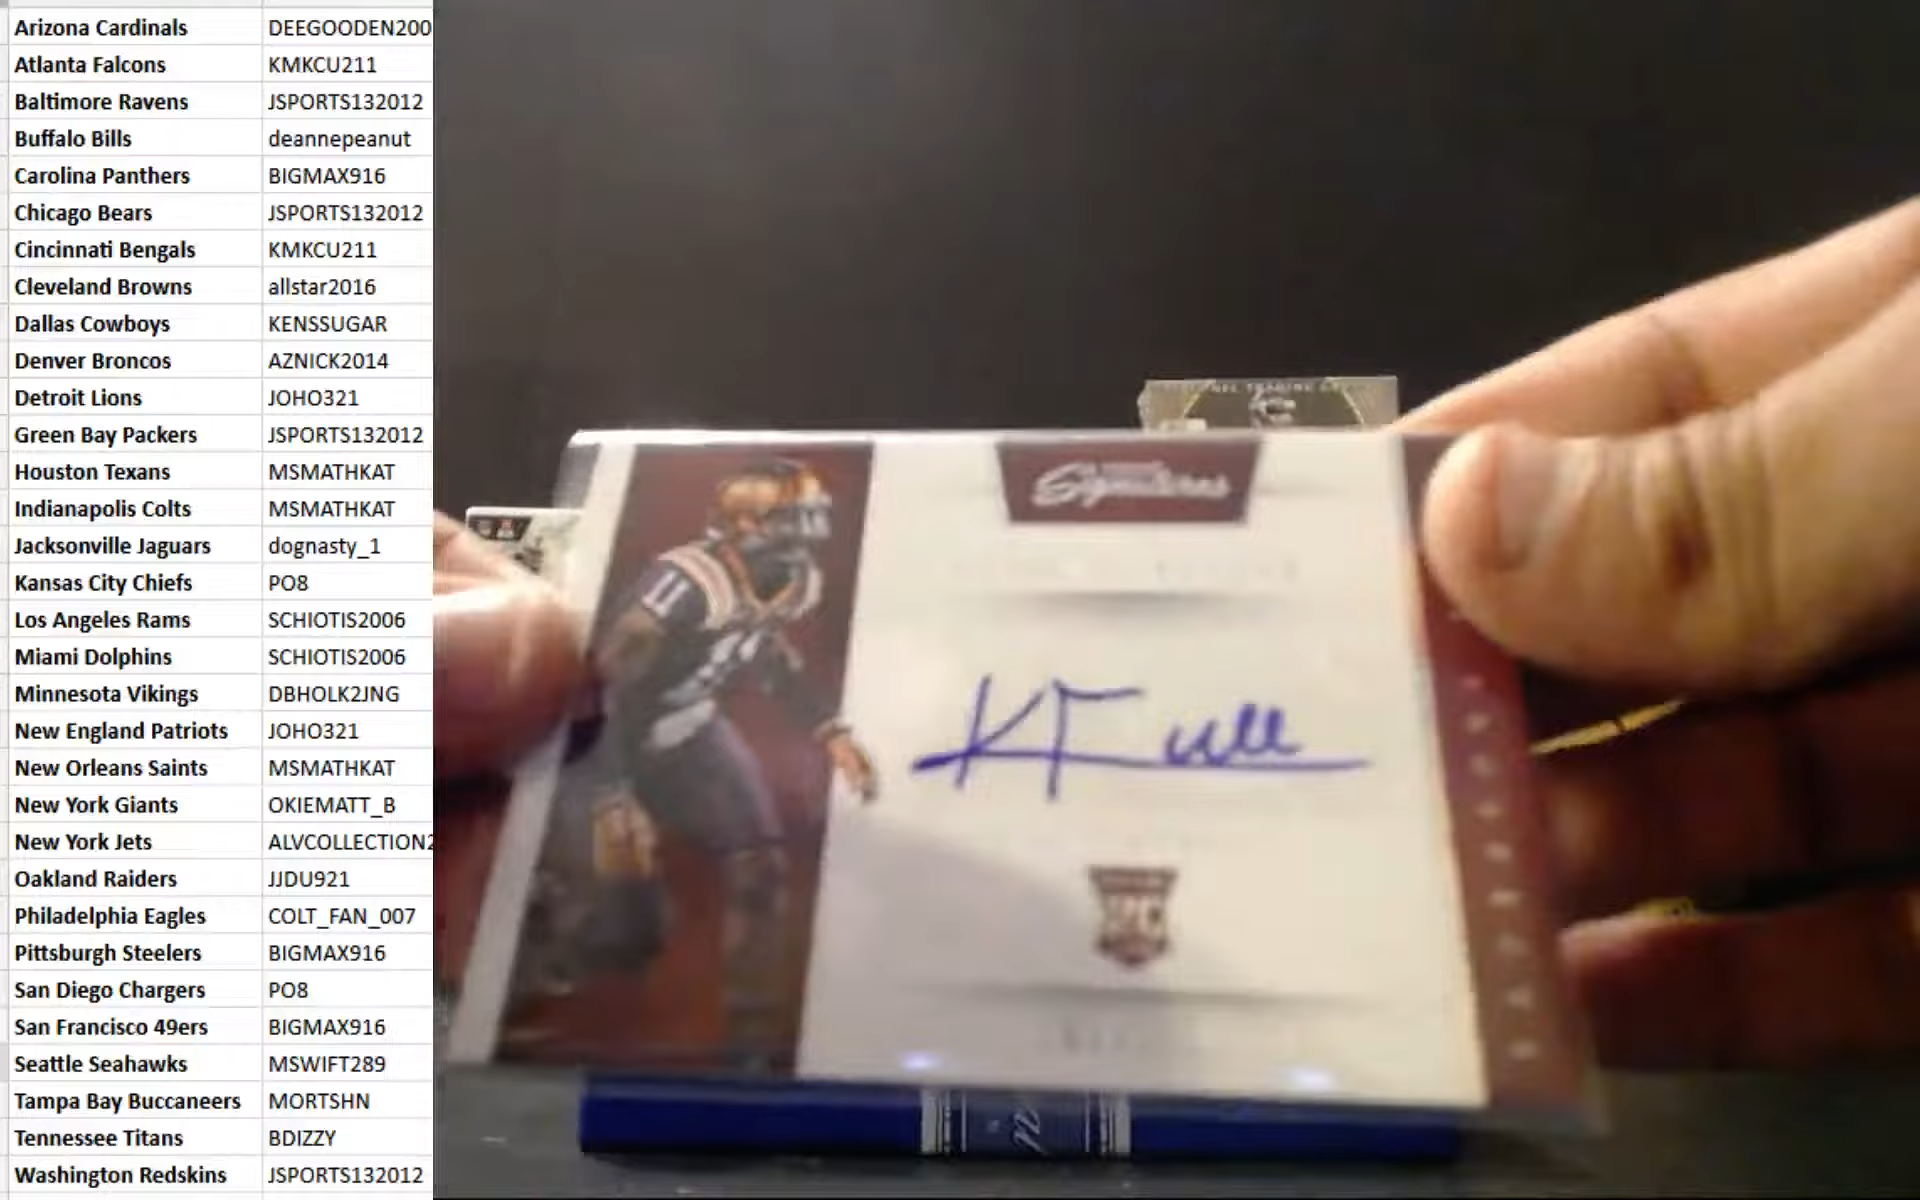 Arizona Cardinals DEEGOODEN200
Atlanta Falcons KMKCU211
Baltimore Ravens JSPORTS132012
Buffalo Bills deannepeanut
Carolina Panthers BIGMAX916
Chicago Bears JSPORTS132012
Cincinnati Bengals KMKCU211
Cleveland Browns allstar2016
Dallas Cowboys KENSSUGAR
Denver Broncos AZNICK2014
Detroit Lions JOHO321
Green Bay Packers JSPORTS132012
Houston Texans MSMATHKAT
Indianapolis Colts MSMATHKAT
Jacksonville Jaguars dognasty_1
Kansas City Chiefs PO8
Los Angeles Rams SCHIOTIS2006
Miami Dolphins SCHIOTIS2006
Minnesota Vikings DBHOLK2JNG
New England Patriots JOHO321
New Orleans Saints MSMATHKAT
New York Giants OKIEMATT_B
New York Jets ALVCOLLECTION2
Oakland Raiders JJDU921
Philadelphia Eagles COLT_FAN_007
Pittsburgh Steelers BIGMAX916
San Diego Chargers PO8
San Francisco 49ers BIGMAX916
Seattle Seahawks MSWIFT289
Tampa Bay Buccaneers MORTSHN
Tennessee Titans BDIZZY
Washington Redskins JSPORTS132012
Signatures
11